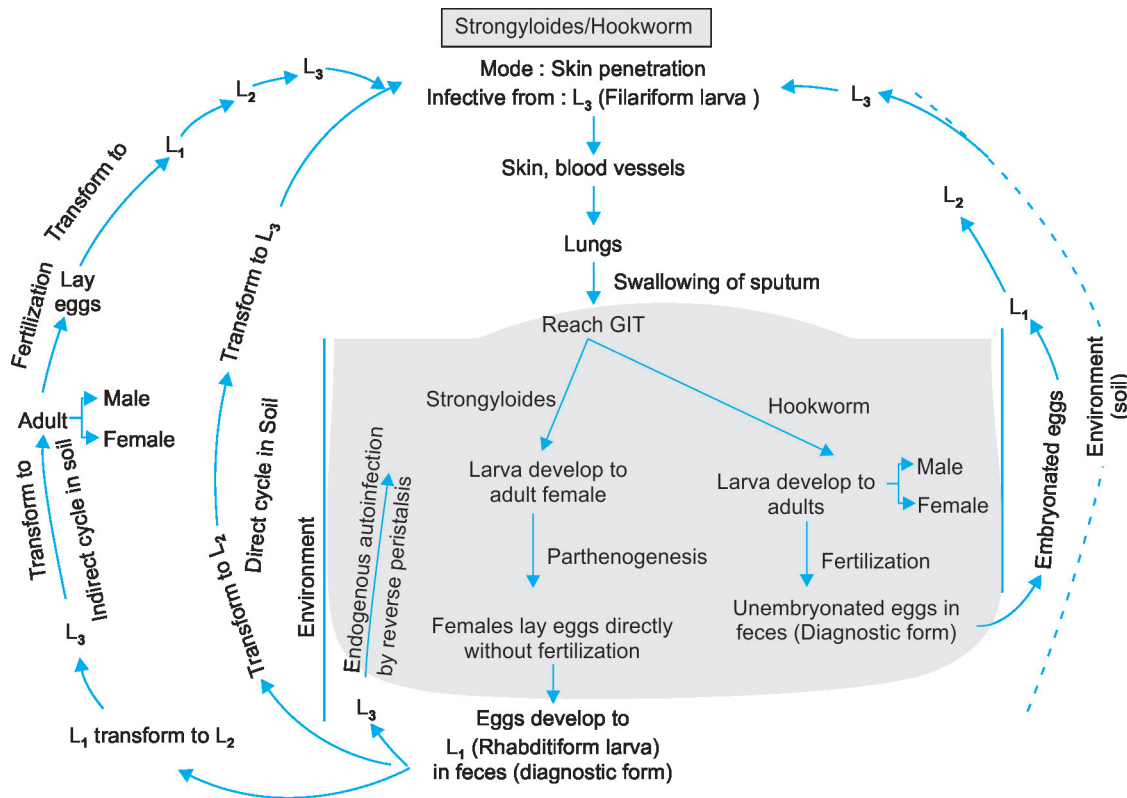 Strongyloides/Hookworm
Mode : Skin penetration
Infective from : L₃ (Filariform larva )
Skin, blood vessels
Lungs
Swallowing of sputum
Reach GIT
Strongyloides
Larva develop to
adult female
Parthenogenesis
Females lay eggs directly
without fertilization
Eggs develop to
L₁ (Rhabditiform larva)
in feces (diagnostic form)
Hookworm
Larva develop to
adults
Male
Female
Fertilization
Unembryonated eggs in
feces (Diagnostic form)
Embryonated eggs
L₁
L₂
L₃
Environment
(soil)
L₃
Endogenous autoinfection
by reverse peristalsis
Environment
Transform to L₂
Direct cycle in Soil
Transform to L₃
L₁ transform to L₂
L₃
Transform to
Indirect cycle in soil
Adult
Male
Female
Fertilization
Lay
eggs
Transform to
L₁
L₂
L₃